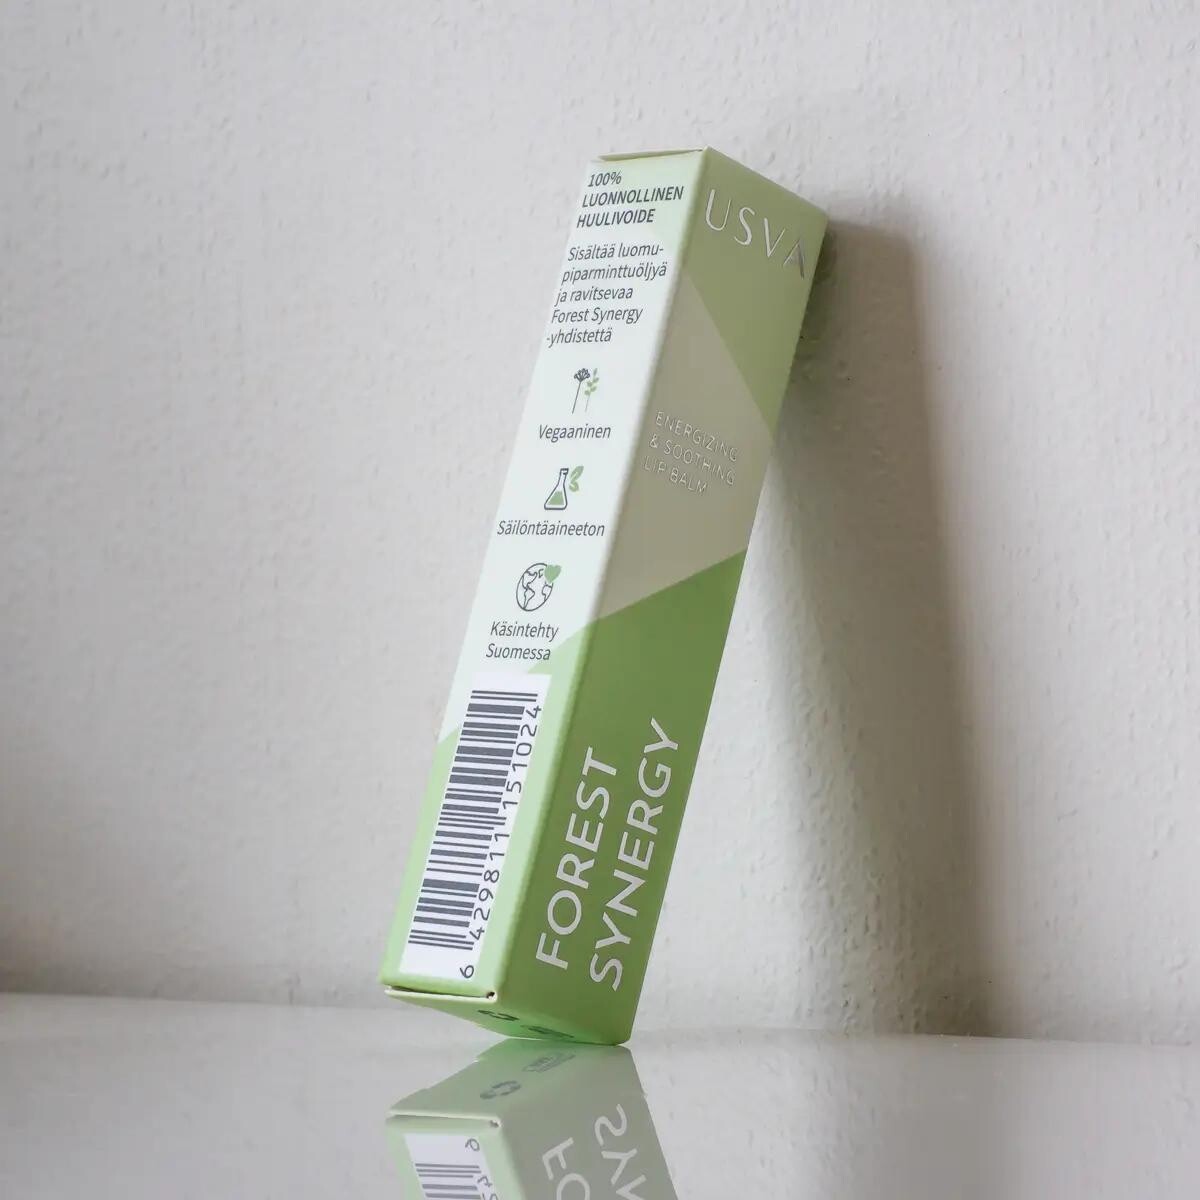 100%
LUONNOLLINEN
HUULIVOIDE
Sisältää luomu-
piparminttuöljyä
ja ravitsevaa
Forest Synergy
-yhdistettä
Vegaaninen
Säilöntäaineeton
Käsintehty
Suomessa
6 429811 151024
USVA
ENERGIZING
& SOOTHING
LIP BALM
FOREST
SYNERGY